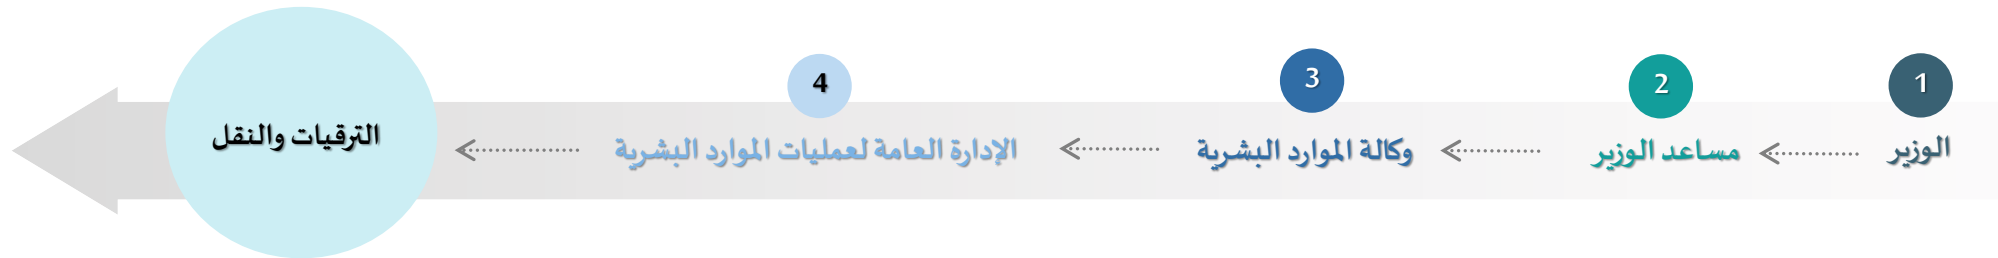 1
الوزير
2
مساعد الوزير
3
وكالة الموارد البشرية
4
الإدارة العامة لعمليات الموارد البشرية
الترقيات والنقل